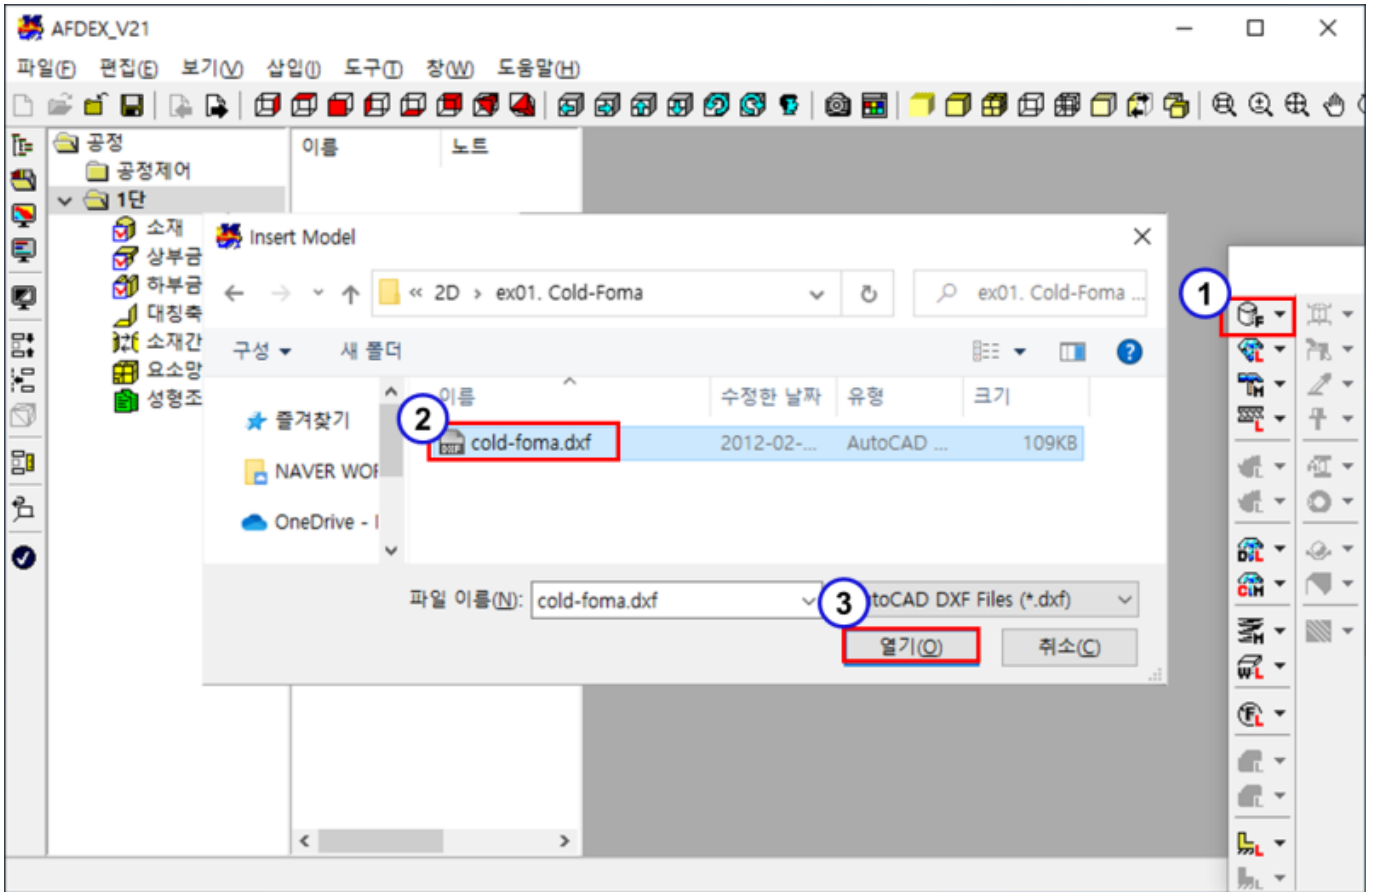 AFDEX_V21
파일(F) 편집(E) 보기(V) 삽입(I) 도구(T) 창(W) 도움말(H)
공정
공정제어
1단
소재
상부금
하부금
대칭축
소재간
요소망
성형조
이름 노트
Insert Model
« 2D › ex01. Cold-Foma
ex01. Cold-Foma ...
구성 새 폴더
즐겨찾기
NAVER WOR
OneDrive - I
이름 수정한 날짜 유형 크기
2
cold-foma.dxf 2012-02-... AutoCAD ... 109KB
파일 이름(N): cold-foma.dxf
3
toCAD DXF Files (*.dxf)
열기(O) 취소(C)
1